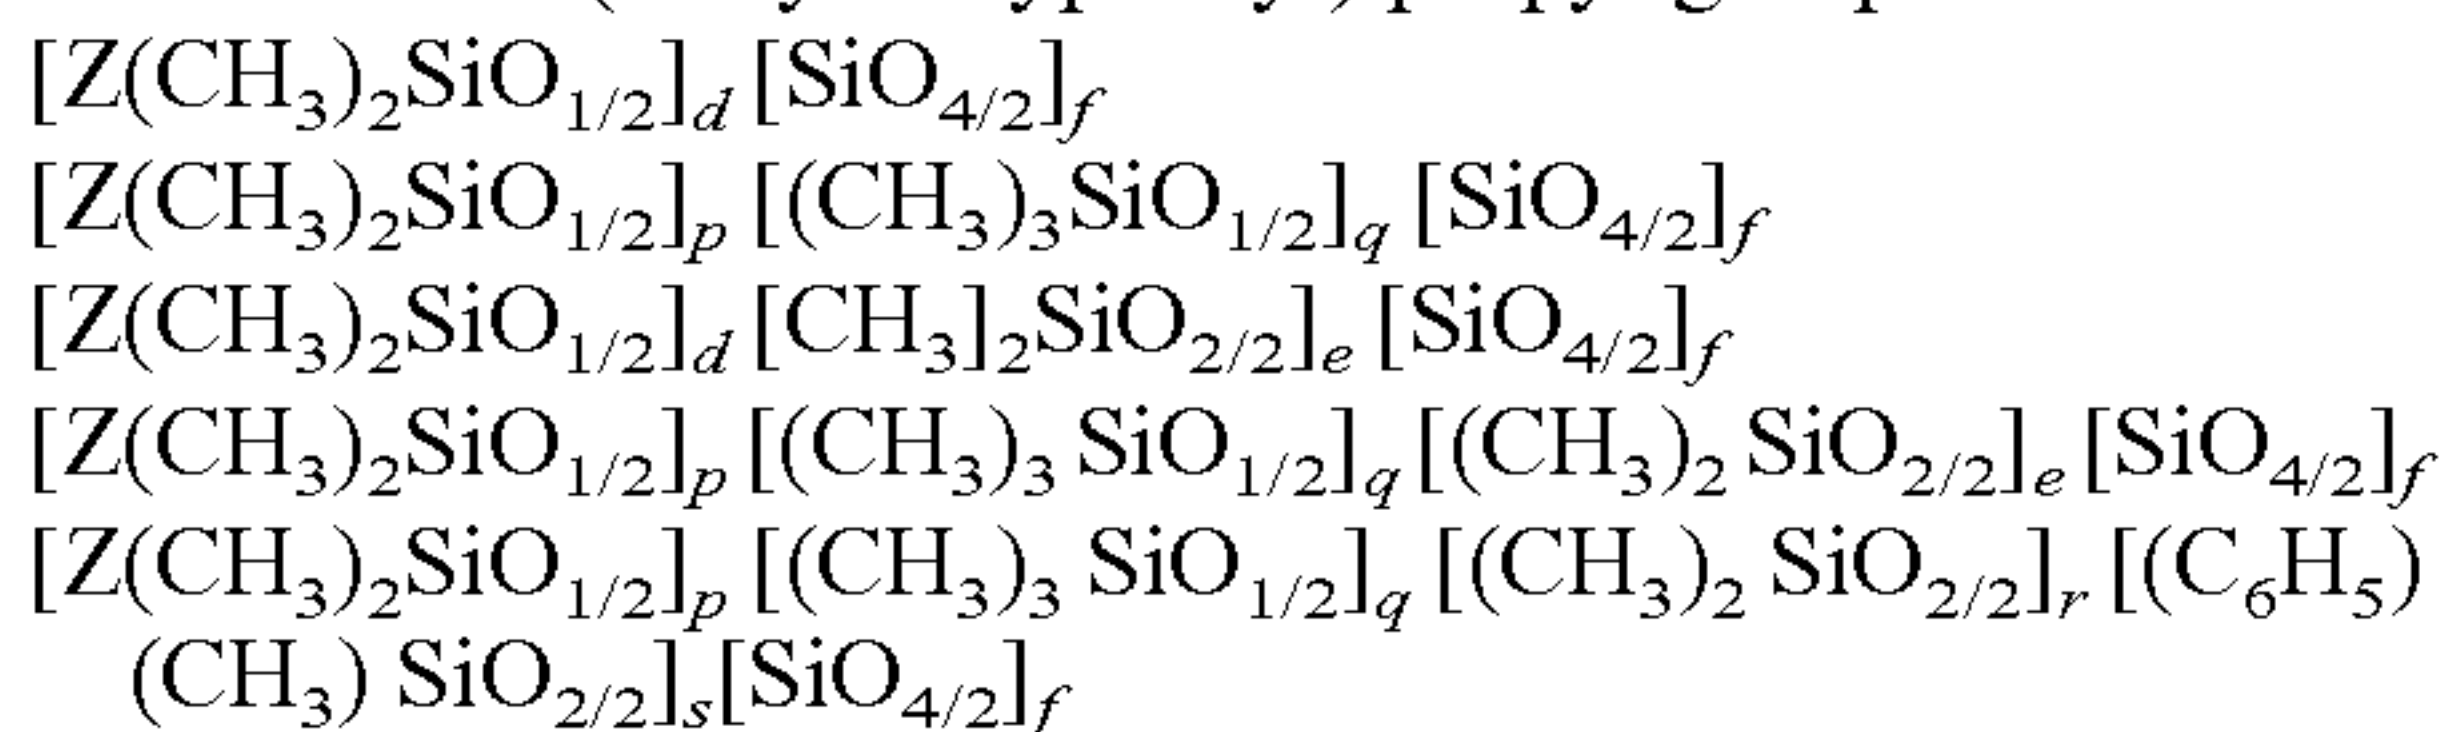 [Z(CH₃)₂SiO₁/₂]d [SiO₄/₂]f
[Z(CH₃)₂SiO₁/₂]p [(CH₃)₃SiO₁/₂]q [SiO₄/₂]f
[Z(CH₃)₂SiO₁/₂]d [CH₃]₂SiO₂/₂]e [SiO₄/₂]f
[Z(CH₃)₂SiO₁/₂]p [(CH₃)₃ SiO₁/₂]q [(CH₃)₂ SiO₂/₂]e [SiO₄/₂]f
[Z(CH₃)₂SiO₁/₂]p [(CH₃)₃ SiO₁/₂]q [(CH₃)₂ SiO₂/₂]r [(C₆H₅)
(CH₃) SiO₂/₂]s[SiO₄/₂]f